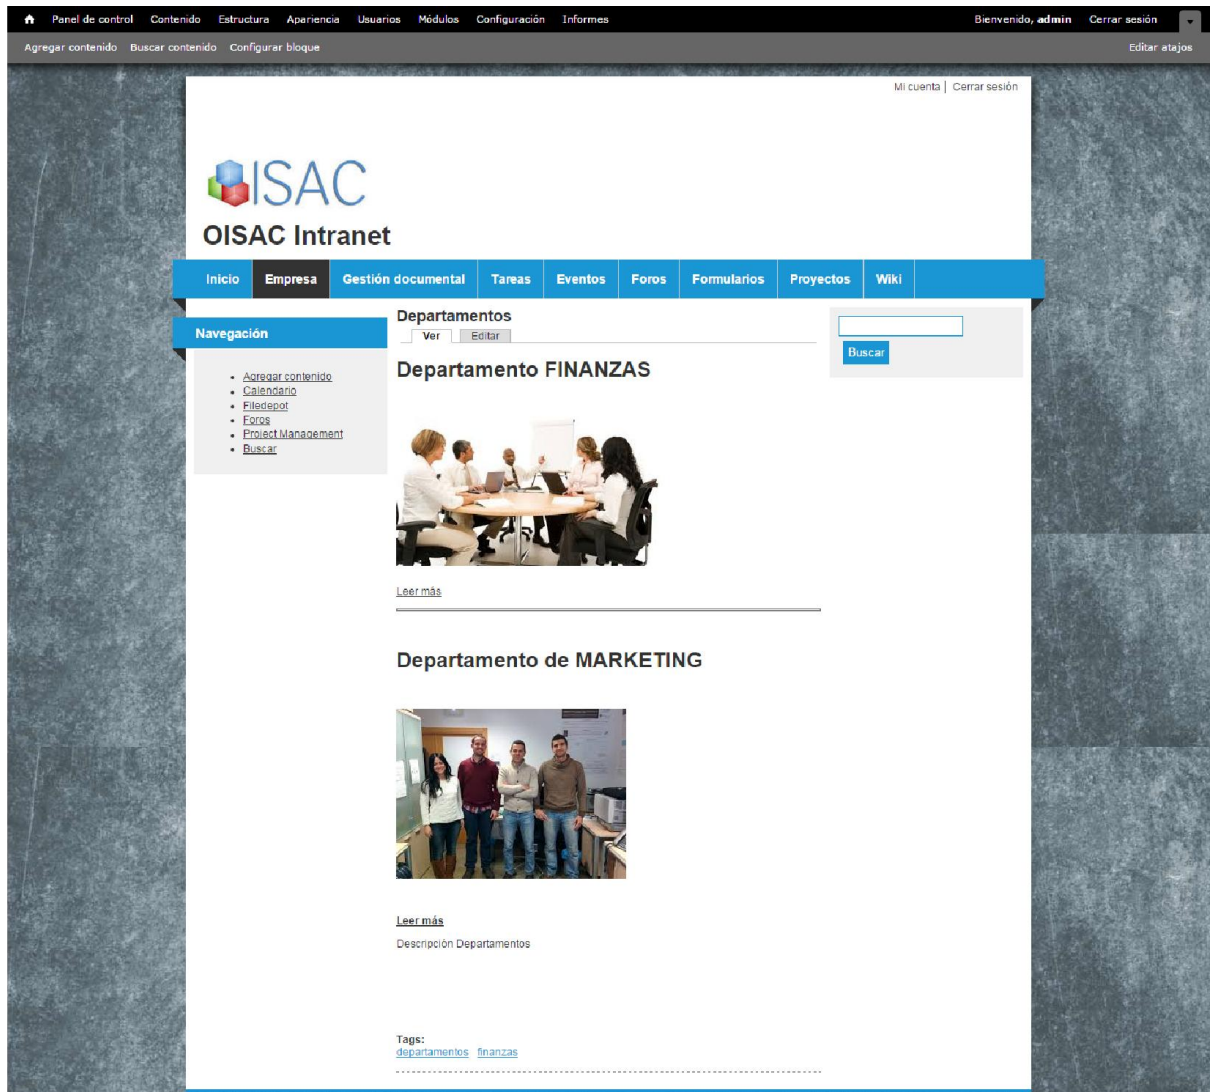 Panel de control Contenido Estructura Apariencia Usuarios Módulos Configuración Informes Bienvenido, admin Cerrar sesión
Agregar contenido Buscar contenido Configurar bloque Editar atajos
Mi cuenta | Cerrar sesión
ISAC
OISAC Intranet
Inicio Empresa Gestión documental Tareas Eventos Foros Formularios Proyectos Wiki
Navegación
Agregar contenido
Calendario
Filedepot
Foros
Project Management
Buscar
Departamentos
Ver Editar
Departamento FINANZAS
Leer más
Departamento de MARKETING
Leer más
Descripción Departamentos
Tags:
departamentos finanzas
Buscar